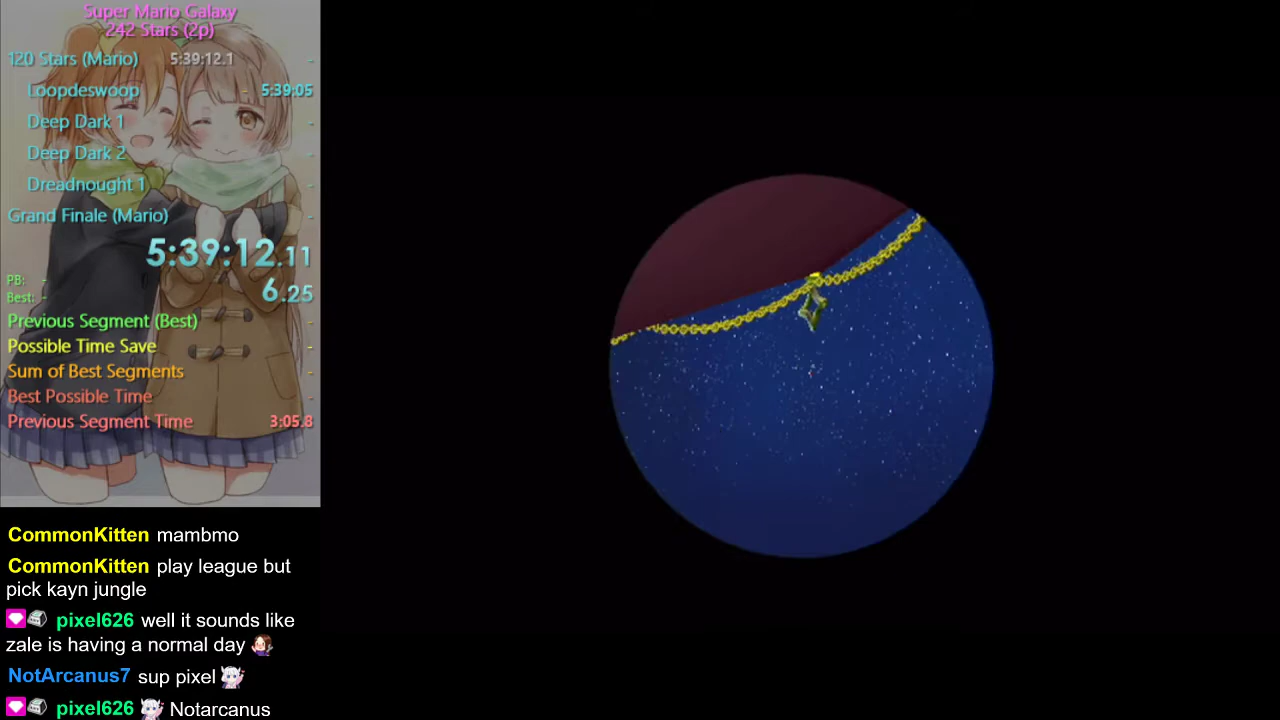 Super Mario Galaxy
242 Stars (2p)
120 Stars (Mario) 5:39:12.1 -
Loopdeswoop - 5:39:05
Deep Dark 1 -
Deep Dark 2 -
Dreadnought 1 -
Grand Finale (Mario) -
5:39:12.11
PB: -
6.25
Best: -
Previous Segment (Best) -
Possible Time Save -
Sum of Best Segments -
Best Possible Time -
Previous Segment Time 3:05.8
CommonKitten mambmo
CommonKitten play league but
pick kayn jungle
pixel626 well it sounds like
zale is having a normal day
NotArcanus7 sup pixel
pixel626 Notarcanus